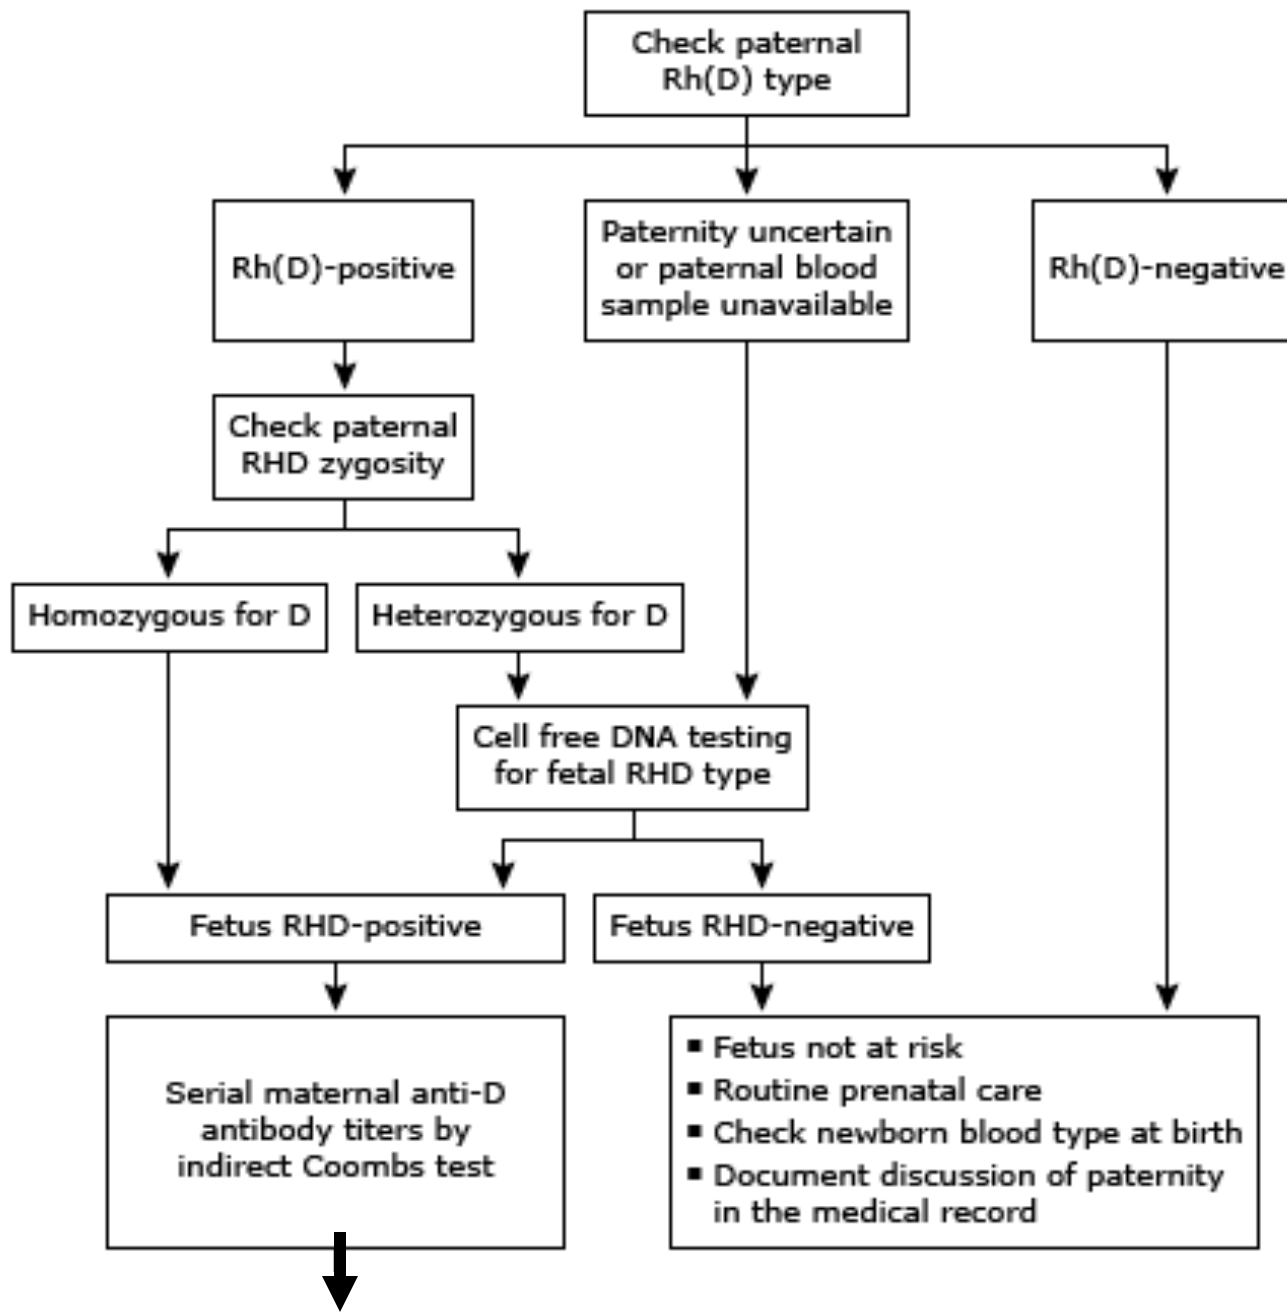 Check paternal
Rh(D) type
Rh(D)-positive
Paternity uncertain
or paternal blood
sample unavailable
Rh(D)-negative
Check paternal
RHD zygosity
Homozygous for D
Heterozygous for D
Cell free DNA testing
for fetal RHD type
Fetus RHD-positive
Fetus RHD-negative
Serial maternal anti-D
antibody titers by
indirect Coombs test
▪ Fetus not at risk
▪ Routine prenatal care
▪ Check newborn blood type at birth
▪ Document discussion of paternity
in the medical record